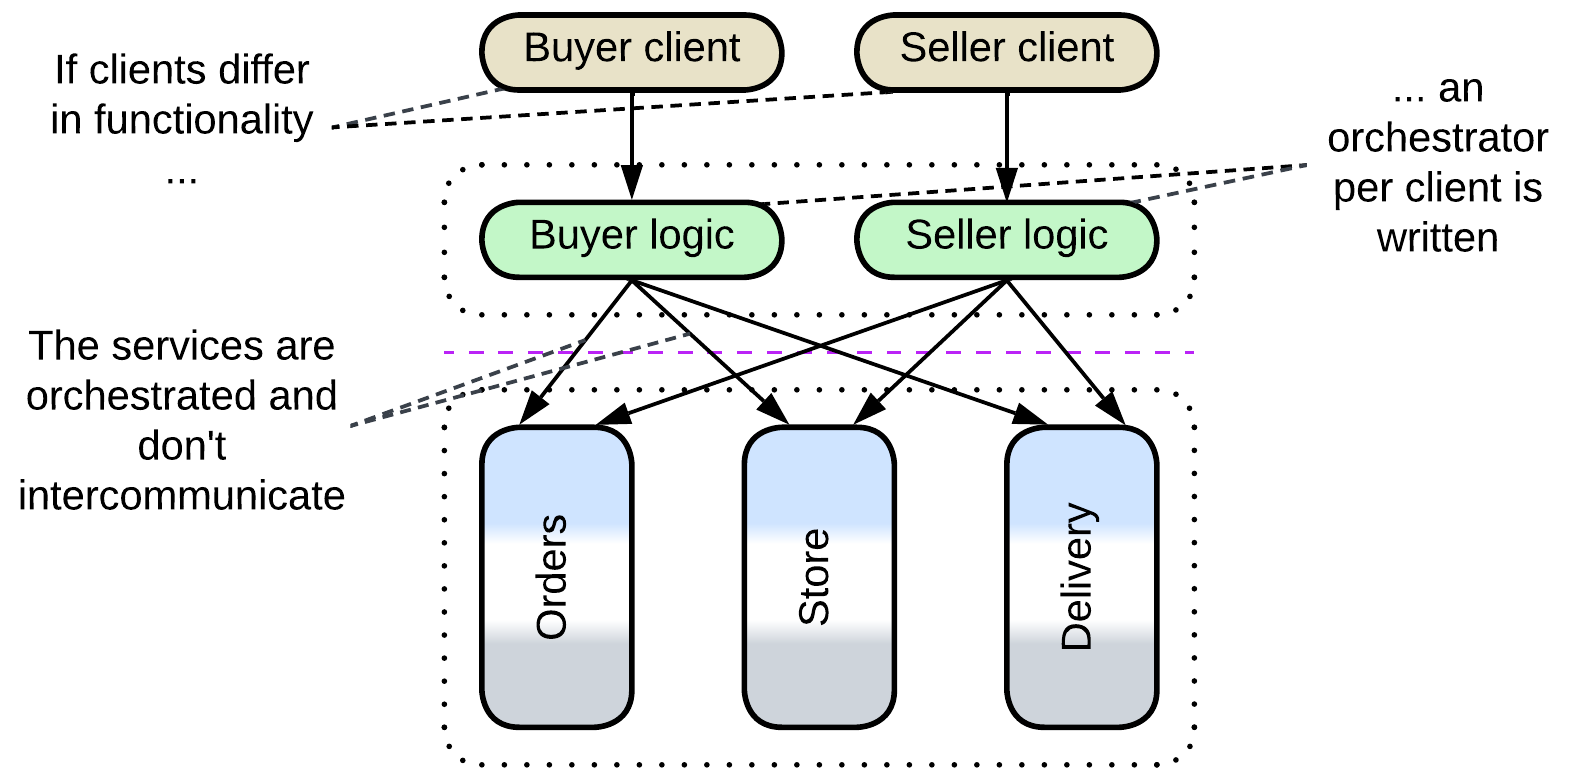 Buyer client
Seller client
If clients differ
in functionality
...
... an
orchestrator
per client is
written
Buyer logic
Seller logic
The services are
orchestrated and
don't
intercommunicate
Orders
Store
Delivery